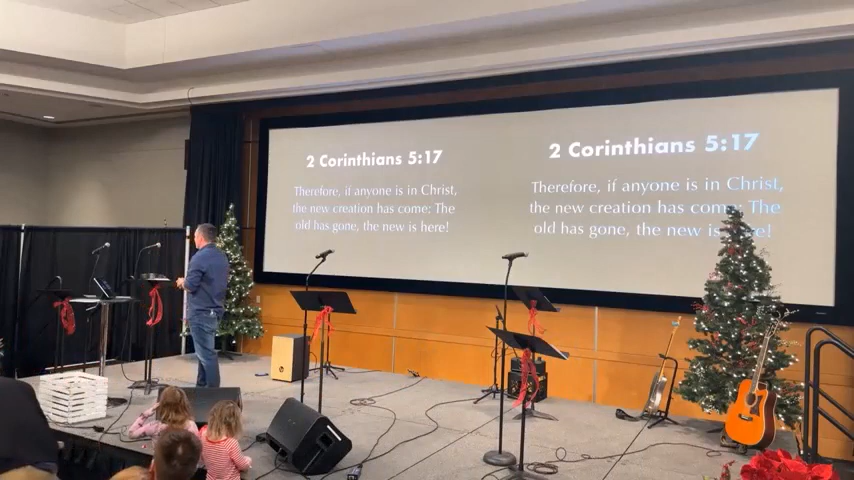 2 Corinthians 5:17
Therefore, if anyone is in Christ,
the new creation has come: The
old has gone, the new is here!
2 Corinthians 5:17
Therefore, if anyone is in Christ,
the new creation has come: The
old has gone, the new is here!